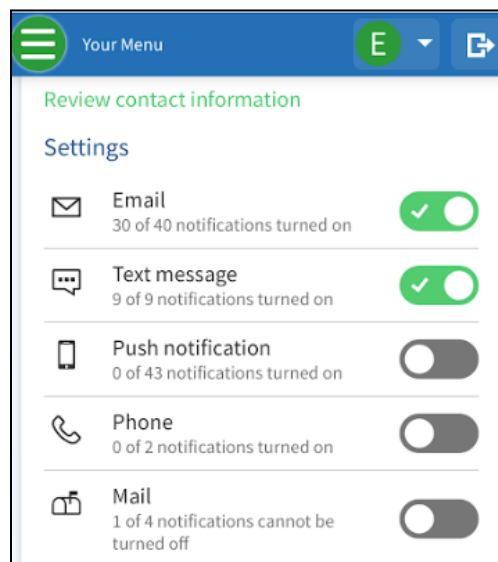 Your Menu
E
Review contact information
Settings
Email
30 of 40 notifications turned on
Text message
9 of 9 notifications turned on
Push notification
0 of 43 notifications turned on
Phone
0 of 2 notifications turned on
Mail
1 of 4 notifications cannot be
turned off